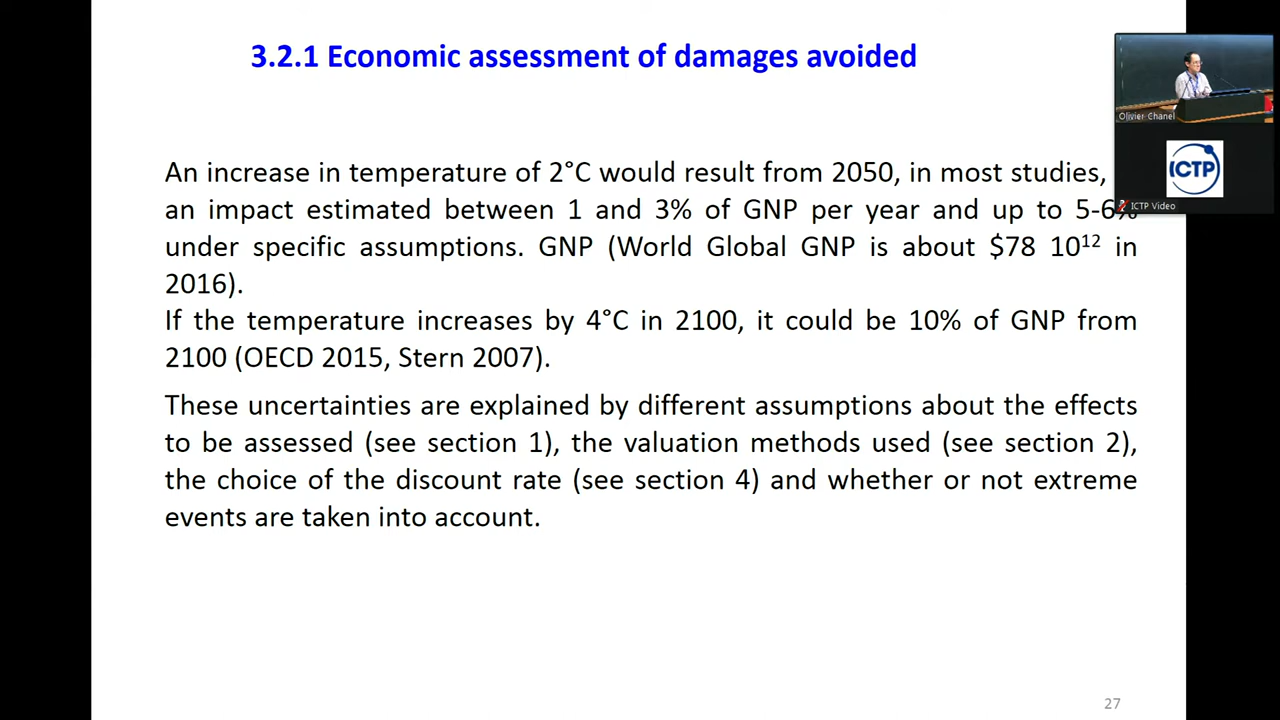 3.2.1 Economic assessment of damages avoided
An increase in temperature of 2°C would result from 2050, in most studies,
an impact estimated between 1 and 3% of GNP per year and up to 5-6%
under specific assumptions. GNP (World Global GNP is about $78 10¹² in
2016).
If the temperature increases by 4°C in 2100, it could be 10% of GNP from
2100 (OECD 2015, Stern 2007).
These uncertainties are explained by different assumptions about the effects
to be assessed (see section 1), the valuation methods used (see section 2),
the choice of the discount rate (see section 4) and whether or not extreme
events are taken into account.
27
Olivier Chanel
ICTP
ICTP Video